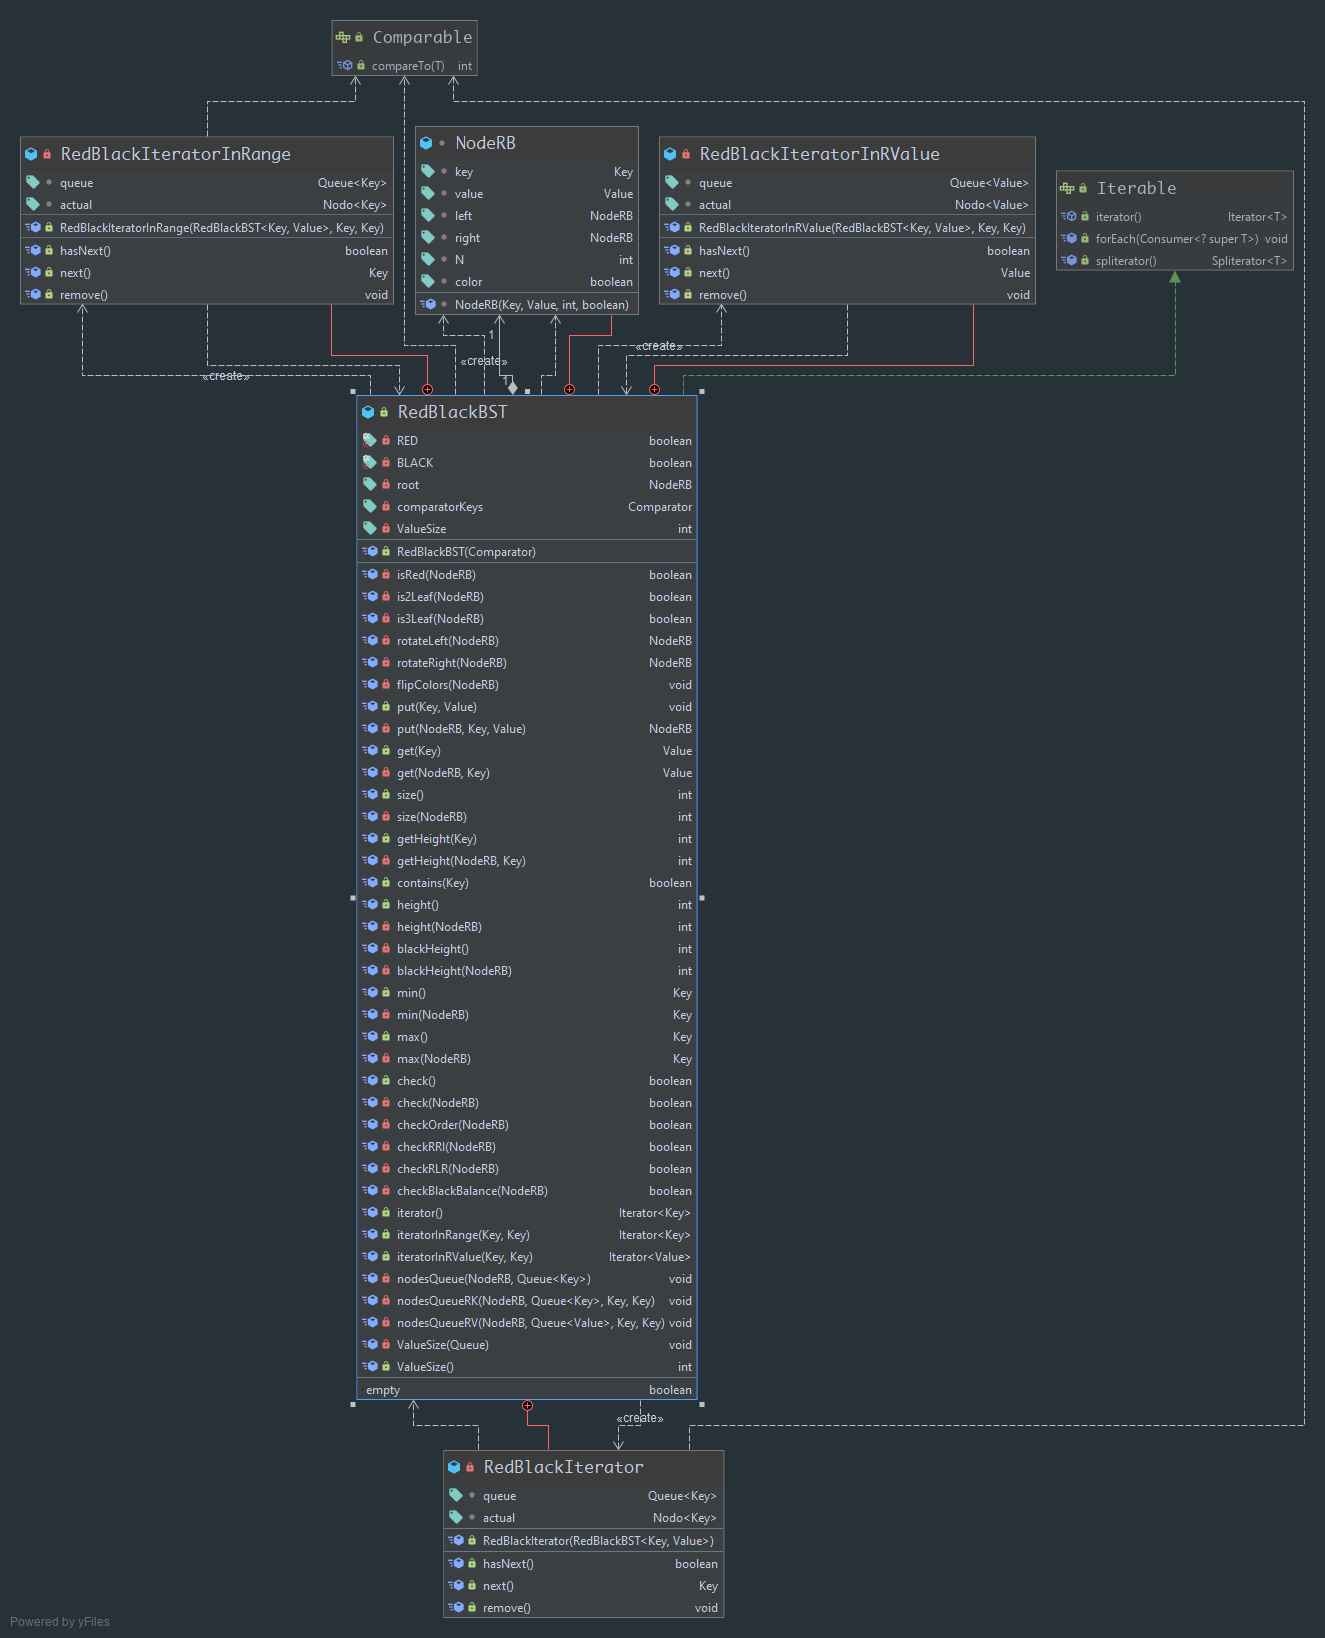 Comparable
compareTo(T) int
RedBlackIteratorInRange
queue Queue<Key>
actual Nodo<Key>
RedBlackIteratorInRange(RedBlackBST<Key, Value>, Key, Key)
hasNext() boolean
next() Key
remove() void
NodeRB
key Key
value Value
left NodeRB
right NodeRB
N int
color boolean
NodeRB(Key, Value, int, boolean)
RedBlackIteratorInRValue
queue Queue<Value>
actual Nodo<Value>
RedBlackIteratorInRValue(RedBlackBST<Key, Value>, Key, Key)
hasNext() boolean
next() Value
remove() void
Iterable
iterator() Iterator<T>
forEach(Consumer<? super T>) void
spliterator() Spliterator<T>
1
«create»
«create»
«create»
1
RedBlackBST
RED boolean
BLACK boolean
root NodeRB
comparatorKeys Comparator
ValueSize int
RedBlackBST(Comparator)
isRed(NodeRB) boolean
is2Leaf(NodeRB) boolean
is3Leaf(NodeRB) boolean
rotateLeft(NodeRB) NodeRB
rotateRight(NodeRB) NodeRB
flipColors(NodeRB) void
put(Key, Value) void
put(NodeRB, Key, Value) NodeRB
get(Key) Value
get(NodeRB, Key) Value
size() int
size(NodeRB) int
getHeight(Key) int
getHeight(NodeRB, Key) int
contains(Key) boolean
height() int
height(NodeRB) int
blackHeight() int
blackHeight(NodeRB) int
min() Key
min(NodeRB) Key
max() Key
max(NodeRB) Key
check() boolean
check(NodeRB) boolean
checkOrder(NodeRB) boolean
checkRRI(NodeRB) boolean
checkRLR(NodeRB) boolean
checkBlackBalance(NodeRB) boolean
iterator() Iterator<Key>
iteratorInRange(Key, Key) Iterator<Key>
iteratorInRValue(Key, Key) Iterator<Value>
nodesQueue(NodeRB, Queue<Key>) void
nodesQueueRK(NodeRB, Queue<Key>, Key, Key) void
nodesQueueRV(NodeRB, Queue<Value>, Key, Key) void
ValueSize(Queue) void
ValueSize() int
empty boolean
«create»
RedBlackIterator
queue Queue<Key>
actual Nodo<Key>
RedBlackIterator(RedBlackBST<Key, Value>)
hasNext() boolean
next() Key
remove() void
Powered by yFiles